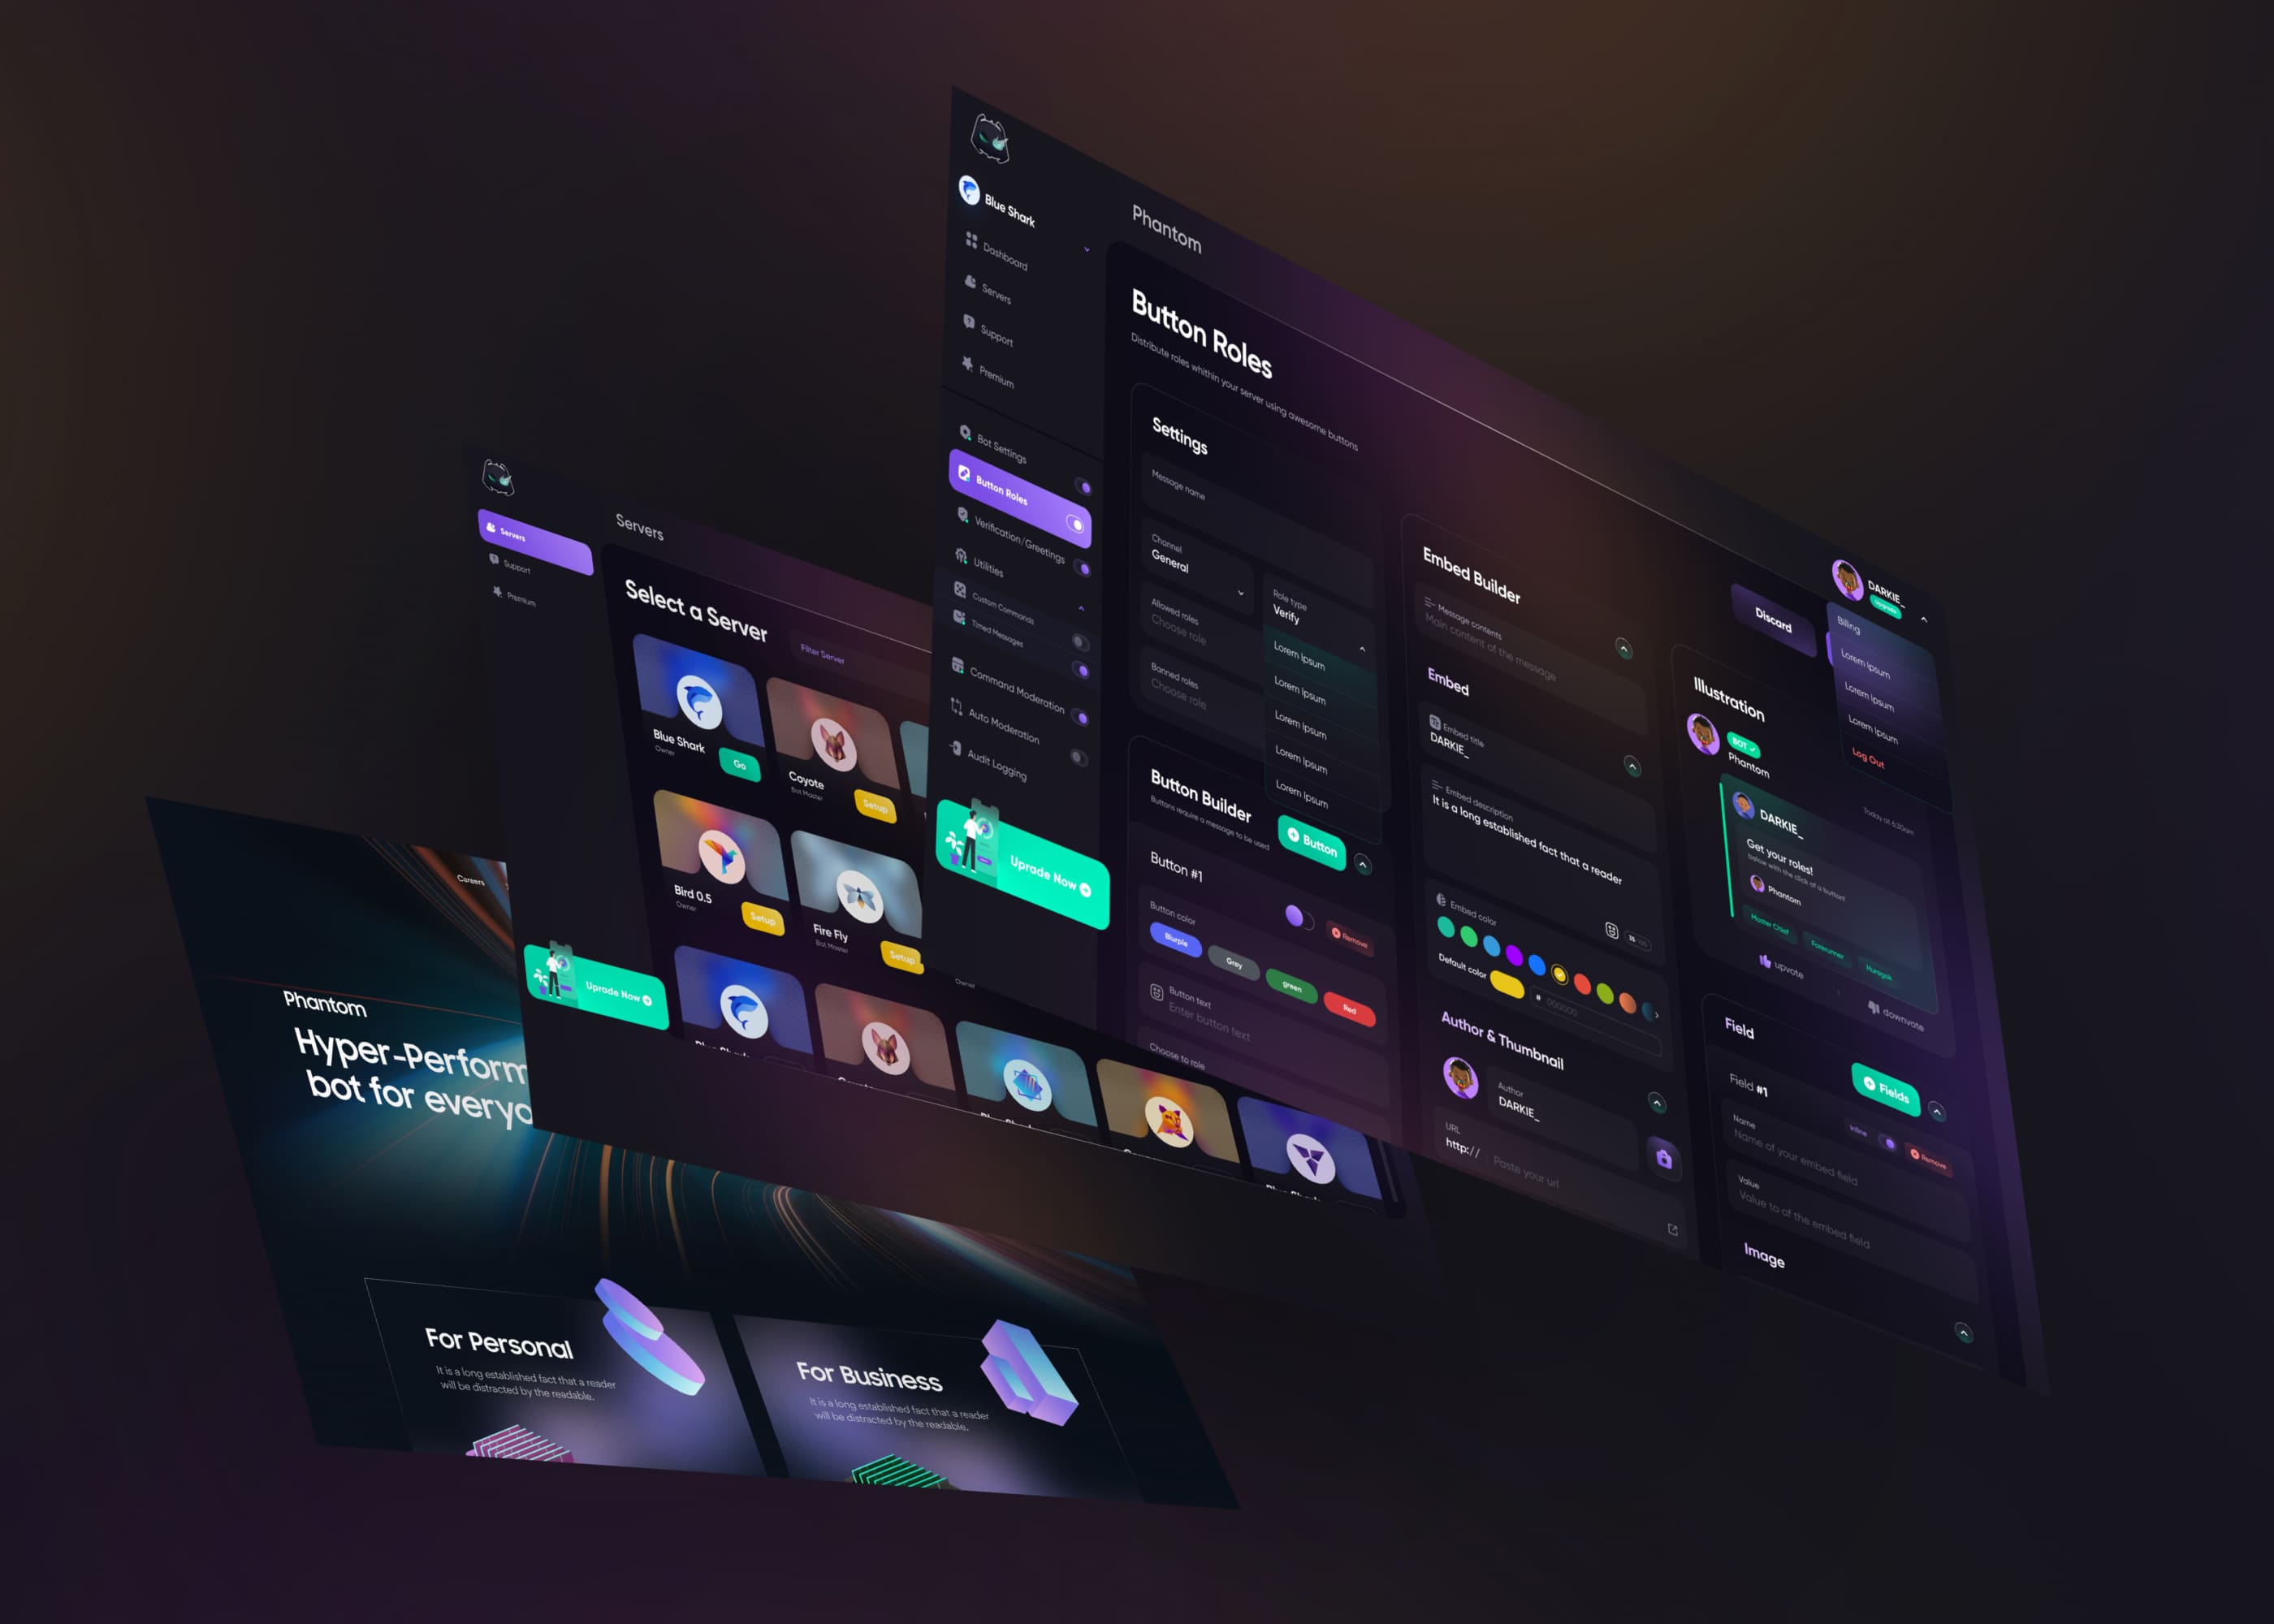 Blue Shark
Dashboard
Servers
Support
Premium
Bot Settings
Button Roles
Verification/Greetings
Utilities
Custom Commands
Timed Messages
Command Moderation
Auto Moderation
Audit Logging
Uprade Now
Phantom
Button Roles
Distribute roles whithin your server using awesome buttons
Settings
Message name
Channel
General
Allowed roles
Choose role
Banned roles
Choose role
Role type
Verify
Lorem Ipsum
Lorem Ipsum
Lorem Ipsum
Lorem Ipsum
Lorem Ipsum
Button Builder
Buttons require a message to be used
Button
Button #1
Remove
Button color
Blurple
Grey
green
Red
Button text
Enter button text
Choose to role
Embed Builder
Message contents
Main content of the message
Embed
Embed title
DARKIE_
Embed description
It is a long established fact that a reader
Embed color
Default color
# 000000
Author & Thumbnail
Author
DARKIE_
URL
http:// Paste your url
Discard
DARKIE_
Upgrade
Billing
Lorem Ipsum
Lorem Ipsum
Lorem Ipsum
Log Out
Illustration
BOT
Phantom
Today at 6:30am
DARKIE_
Get your roles!
below with the click of a button!
Phantom
Master Chief
Forerunner
Huragok
upvote
downvote
Field
Fields
Field #1
Inline
Remove
Name
Name of your embed field
Value
Value to of the embed field
Image
Servers
Support
Premium
Uprade Now
Servers
Select a Server
Filter Server
Blue Shark
Owner
Go
Coyote
Bot Master
Setup
Bird 0.5
Owner
Setup
Fire Fly
Bot Master
Setup
Owner
Careers
Phantom
Hyper-Perform
bot for everyo
For Personal
It is a long established fact that a reader
will be distracted by the readable.
For Business
It is a long established fact that a reader
will be distracted by the readable.